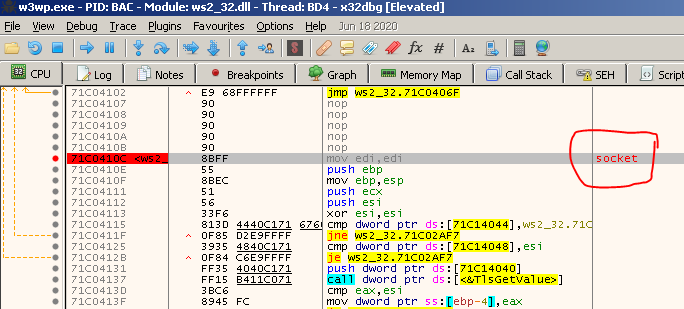 w3wp.exe - PID: BAC - Module: ws2_32.dll - Thread: BD4 - x32dbg [Elevated]
File View Debug Trace Plugins Favourites Options Help Jun 18 2020
CPU Graph Log Notes Breakpoints Memory Map Call Stack SEH Script
71C04102 E9 68FFFFFF jmp ws2_32.71C0406F
71C04107 90 nop
71C04108 90 nop
71C04109 90 nop
71C0410A 90 nop
71C0410B 90 nop
71C0410C <ws2_ 8BFF mov edi,edi socket
71C0410E 55 push ebp
71C0410F 8BEC mov ebp,esp
71C04111 51 push ecx
71C04112 56 push esi
71C04113 33F6 xor esi,esi
71C04115 813D 4440C171 6760 cmp dword ptr ds:[71C14044],ws2_32.71C
71C0411F 0F85 D2E9FFFF jne ws2_32.71C02AF7
71C04125 3935 4840C171 cmp dword ptr ds:[71C14048],esi
71C0412B 0F84 C6E9FFFF je ws2_32.71C02AF7
71C04131 FF35 4040C171 push dword ptr ds:[71C14040]
71C04137 FF15 B411C071 call dword ptr ds:[<&TlsGetValue>]
71C0413D 3BC6 cmp eax,esi
71C0413F 8945 FC mov dword ptr ss:[ebp-4],eax